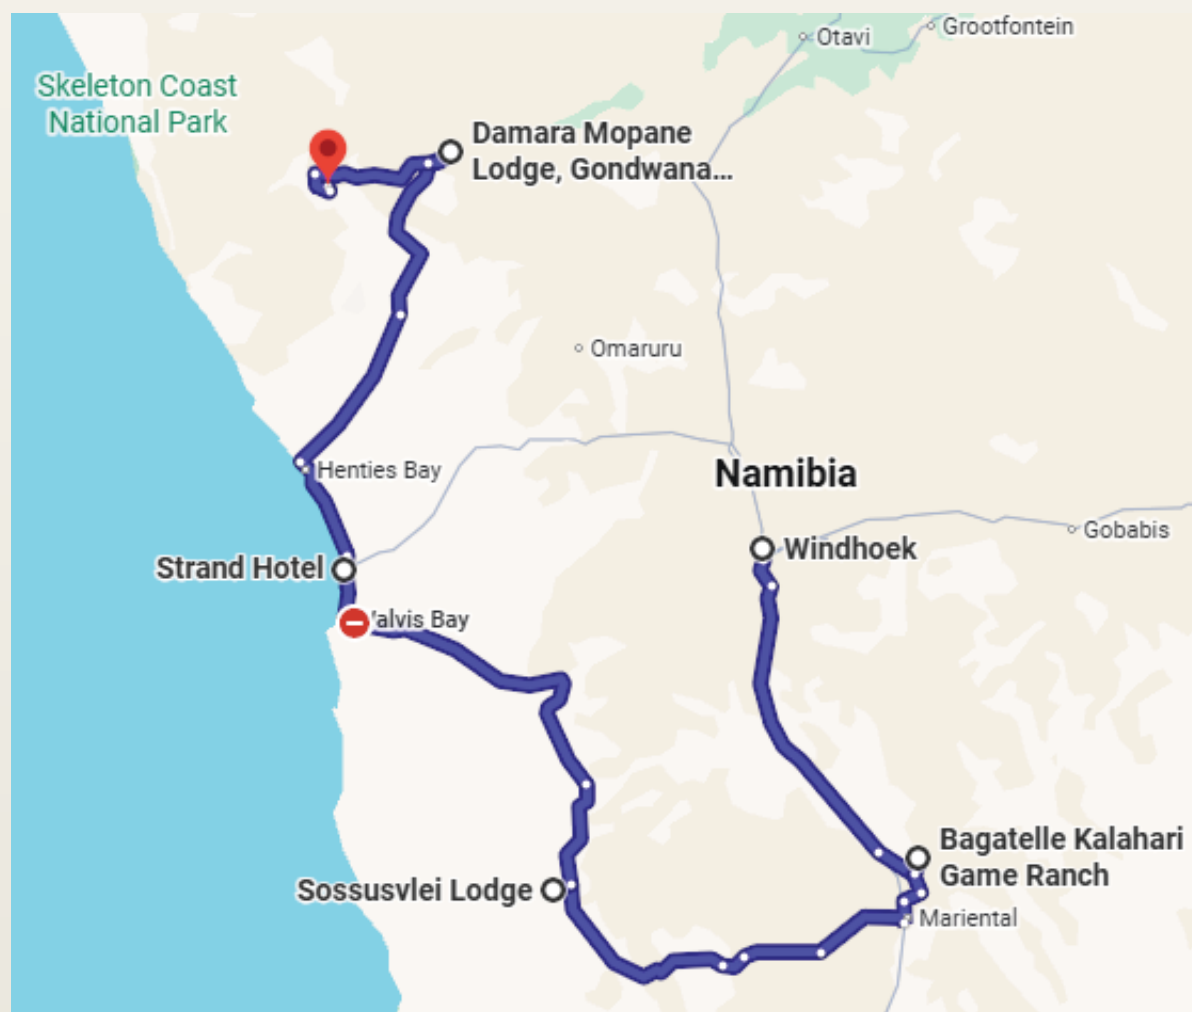 Grootfontein
Otavi
Skeleton Coast
National Park
Damara Mopane
Lodge, Gondwana...
Omaruru
Henties Bay
Namibia
Gobabis
Windhoek
Strand Hotel
alvis Bay
Bagatelle Kalahari
Game Ranch
Sossusvlei Lodge
Mariental